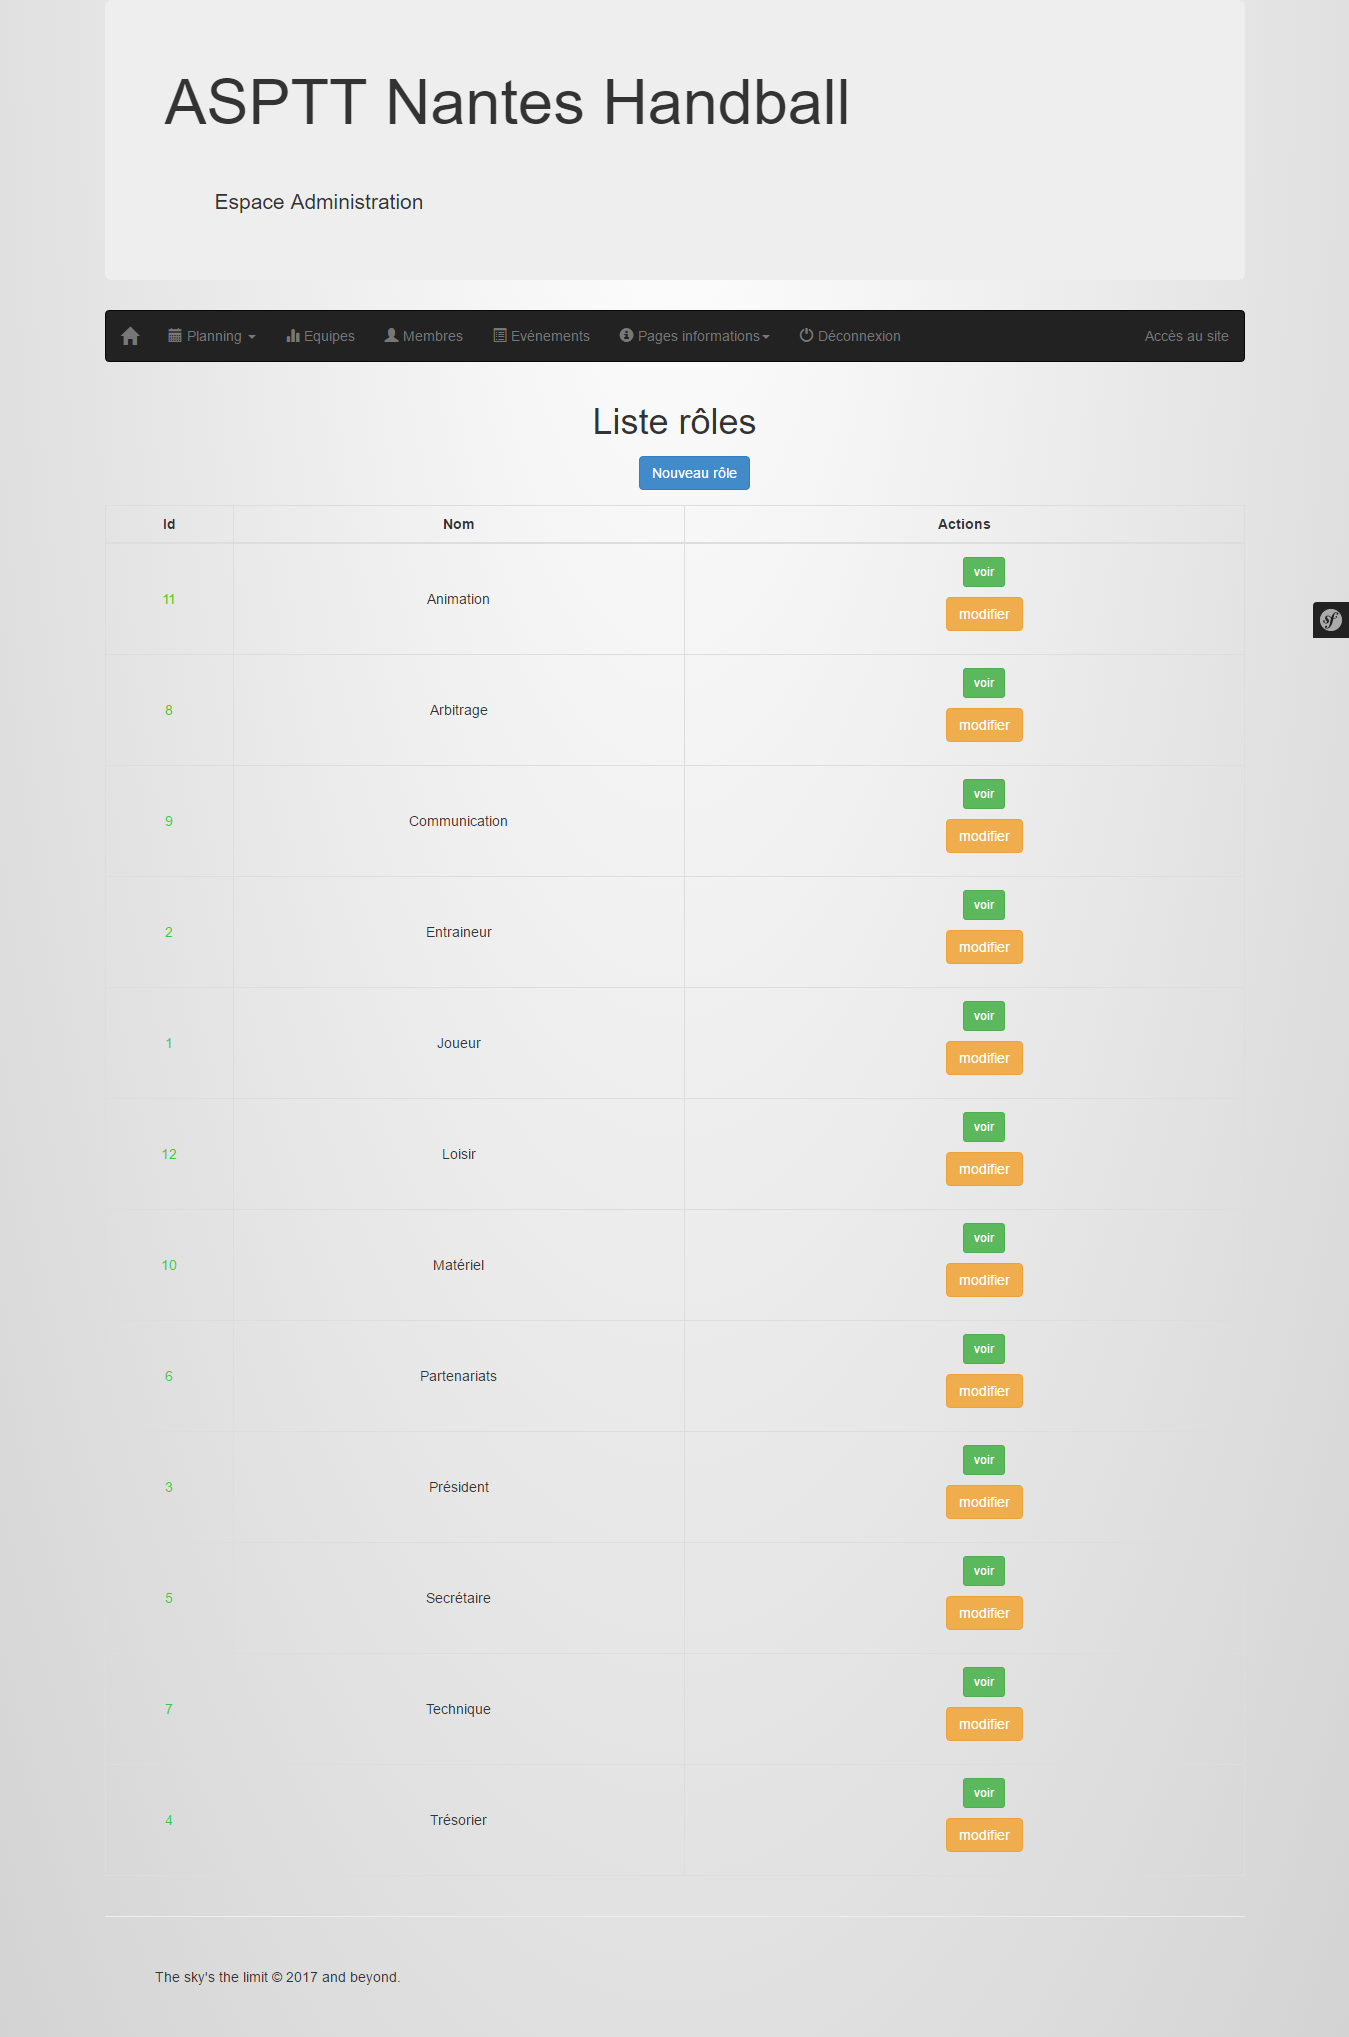 ASPTT Nantes Handball
Espace Administration
Planning Equipes Membres Evénements Pages informations Déconnexion Accès au site
Liste rôles
Nouveau rôle
Id Nom Actions
voir
11 Animation
modifier
voir
8 Arbitrage
modifier
voir
9 Communication
modifier
voir
2 Entraineur
modifier
voir
1 Joueur
modifier
voir
12 Loisir
modifier
voir
10 Matériel
modifier
voir
6 Partenariats
modifier
voir
3 Président
modifier
voir
5 Secrétaire
modifier
voir
7 Technique
modifier
voir
4 Trésorier
modifier
sf
The sky's the limit © 2017 and beyond.